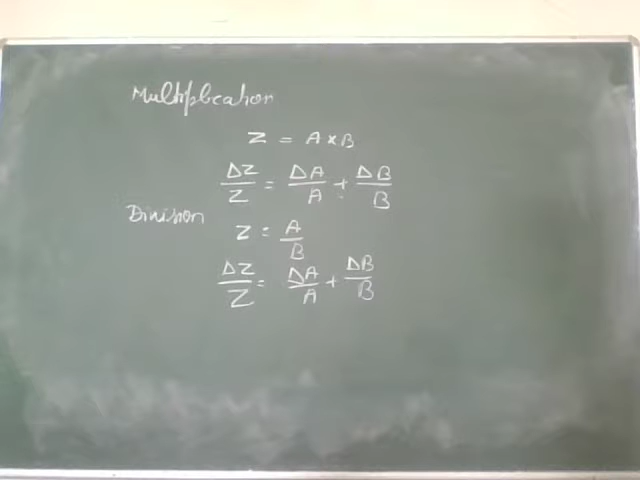 Multiplication
Z = A × B
ΔZ/Z = ΔA/A + ΔB/B
Division
Z = A/B
ΔZ/Z = ΔA/A + ΔB/B